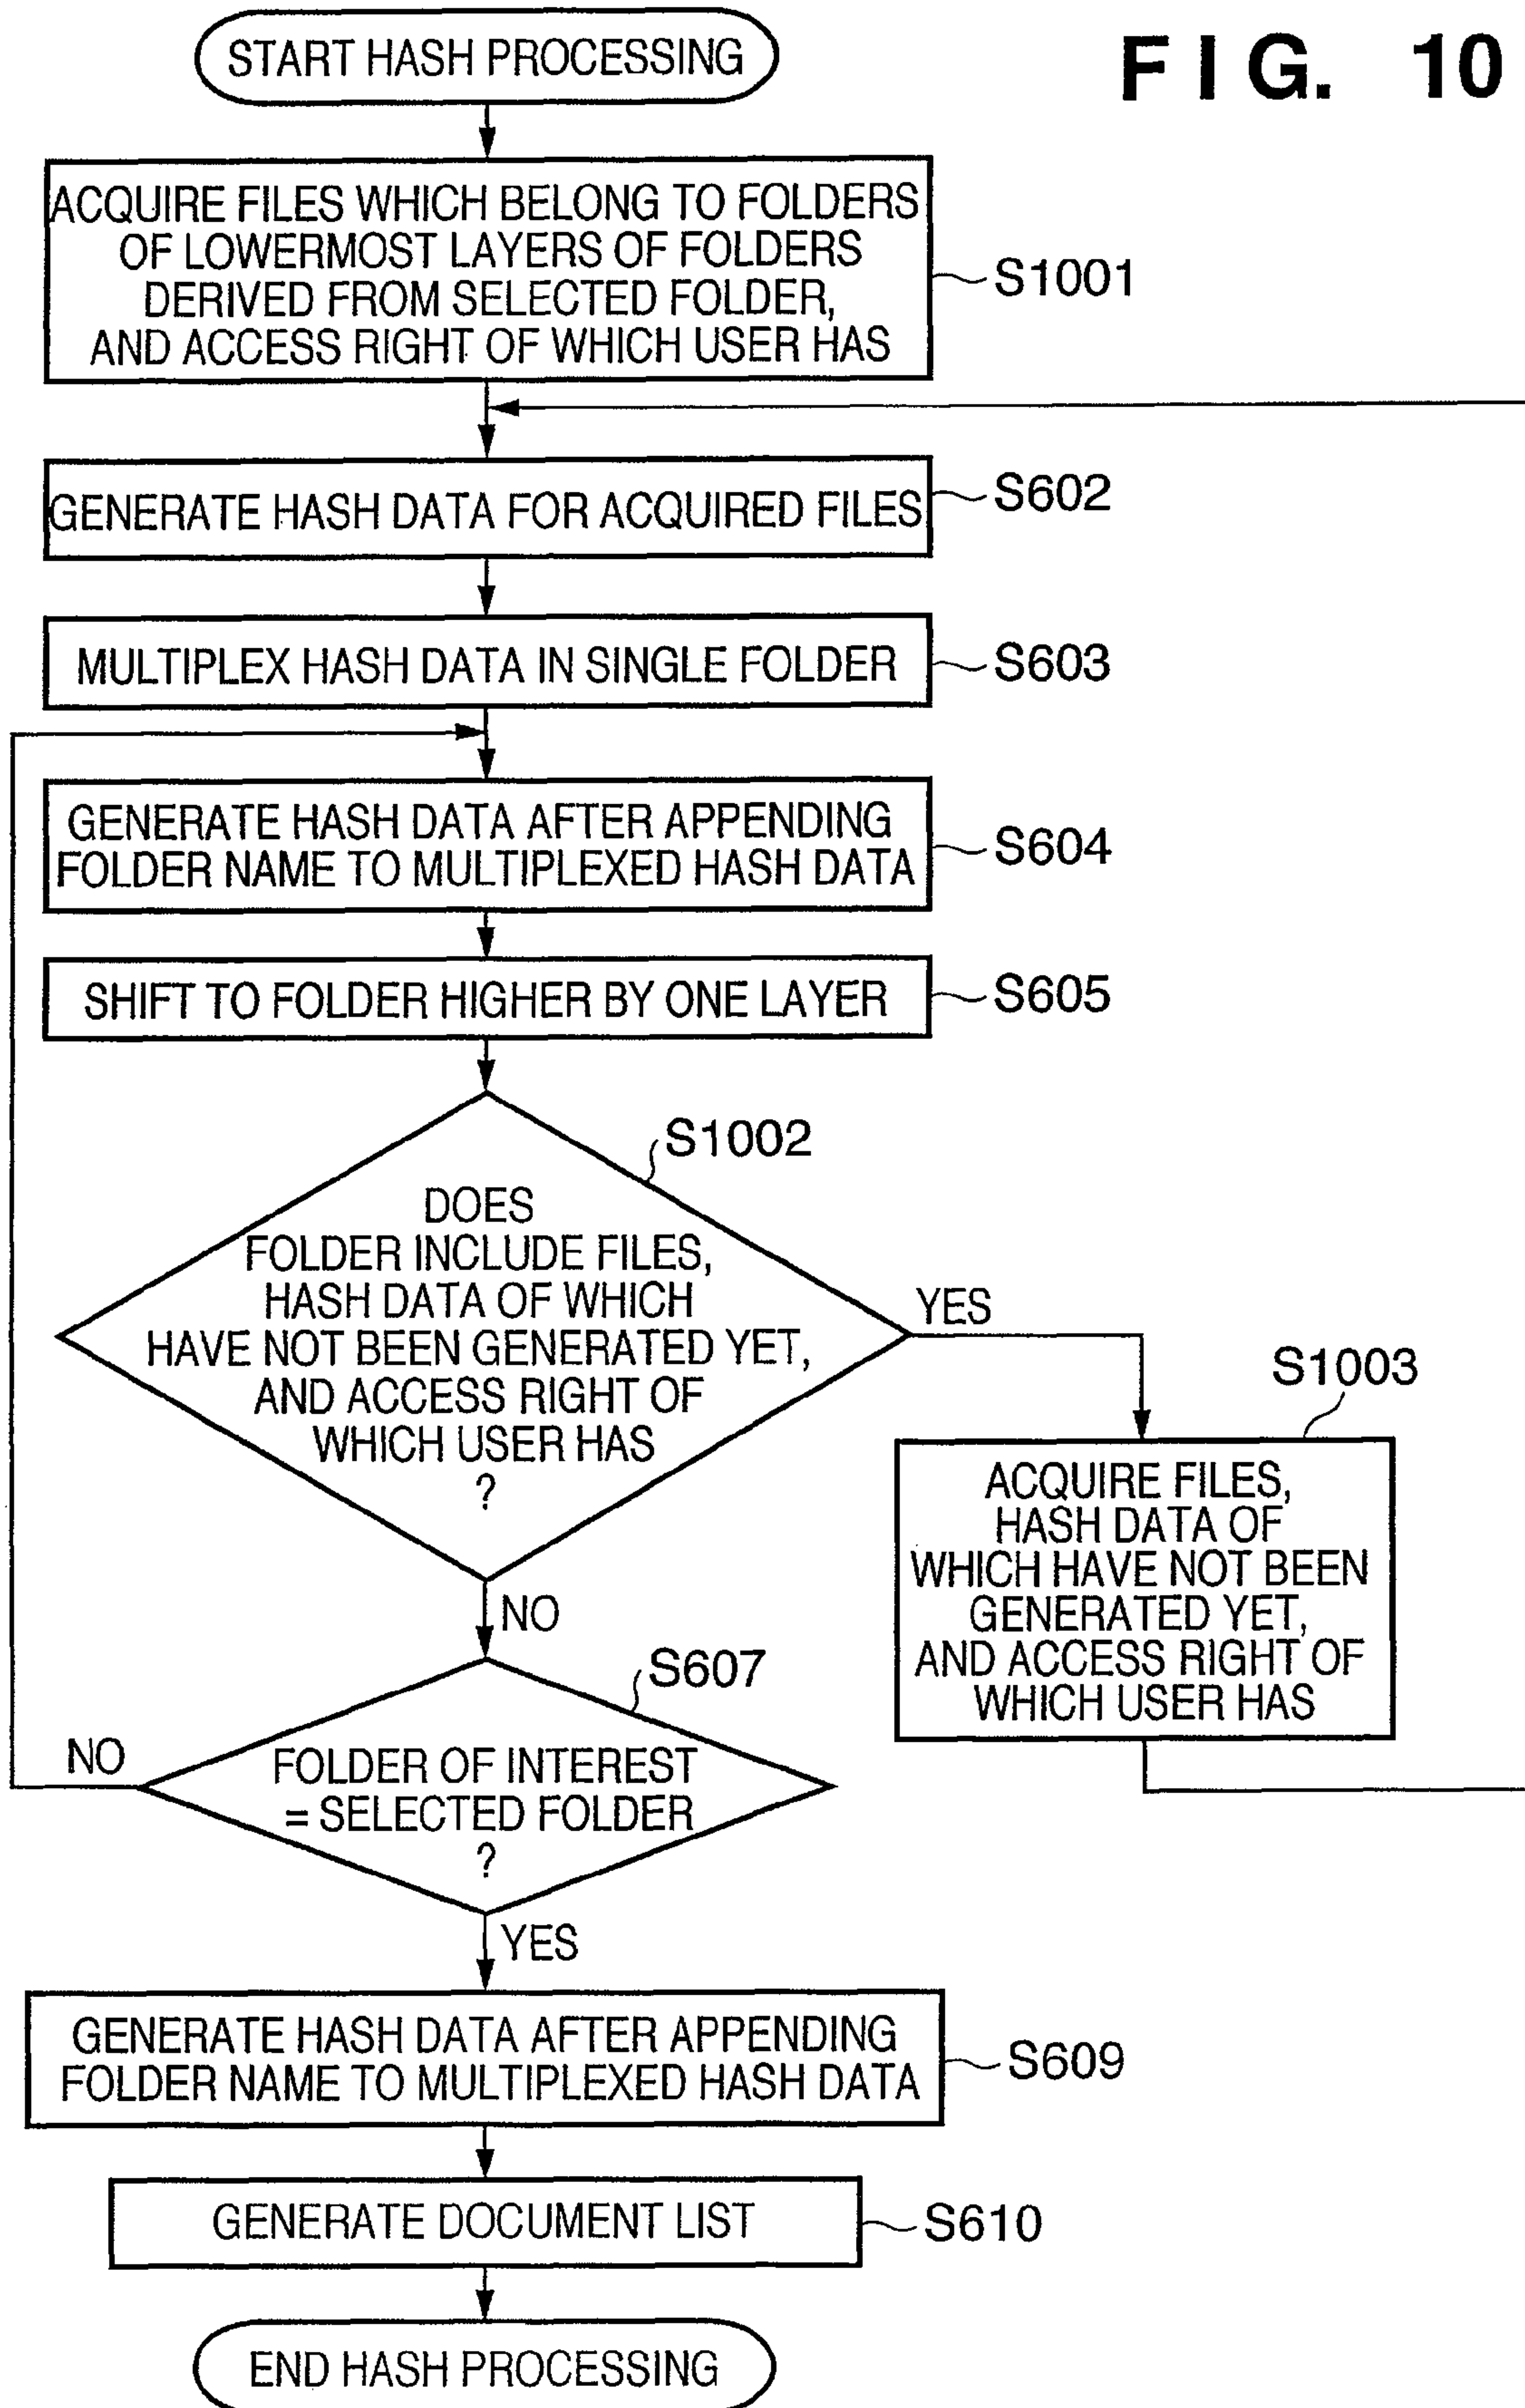 FIG. 10
START HASH PROCESSING
ACQUIRE FILES WHICH BELONG TO FOLDERS
OF LOWERMOST LAYERS OF FOLDERS
DERIVED FROM SELECTED FOLDER,
AND ACCESS RIGHT OF WHICH USER HAS
S1001
GENERATE HASH DATA FOR ACQUIRED FILES
S602
MULTIPLEX HASH DATA IN SINGLE FOLDER
S603
GENERATE HASH DATA AFTER APPENDING
FOLDER NAME TO MULTIPLEXED HASH DATA
S604
SHIFT TO FOLDER HIGHER BY ONE LAYER
S605
S1002
DOES
FOLDER INCLUDE FILES,
HASH DATA OF WHICH
HAVE NOT BEEN GENERATED YET,
AND ACCESS RIGHT OF
WHICH USER HAS
?
YES
S1003
ACQUIRE FILES,
HASH DATA OF
WHICH HAVE NOT BEEN
GENERATED YET,
AND ACCESS RIGHT OF
WHICH USER HAS
NO
S607
FOLDER OF INTEREST
= SELECTED FOLDER
?
NO
YES
GENERATE HASH DATA AFTER APPENDING
FOLDER NAME TO MULTIPLEXED HASH DATA
S609
GENERATE DOCUMENT LIST
S610
END HASH PROCESSING